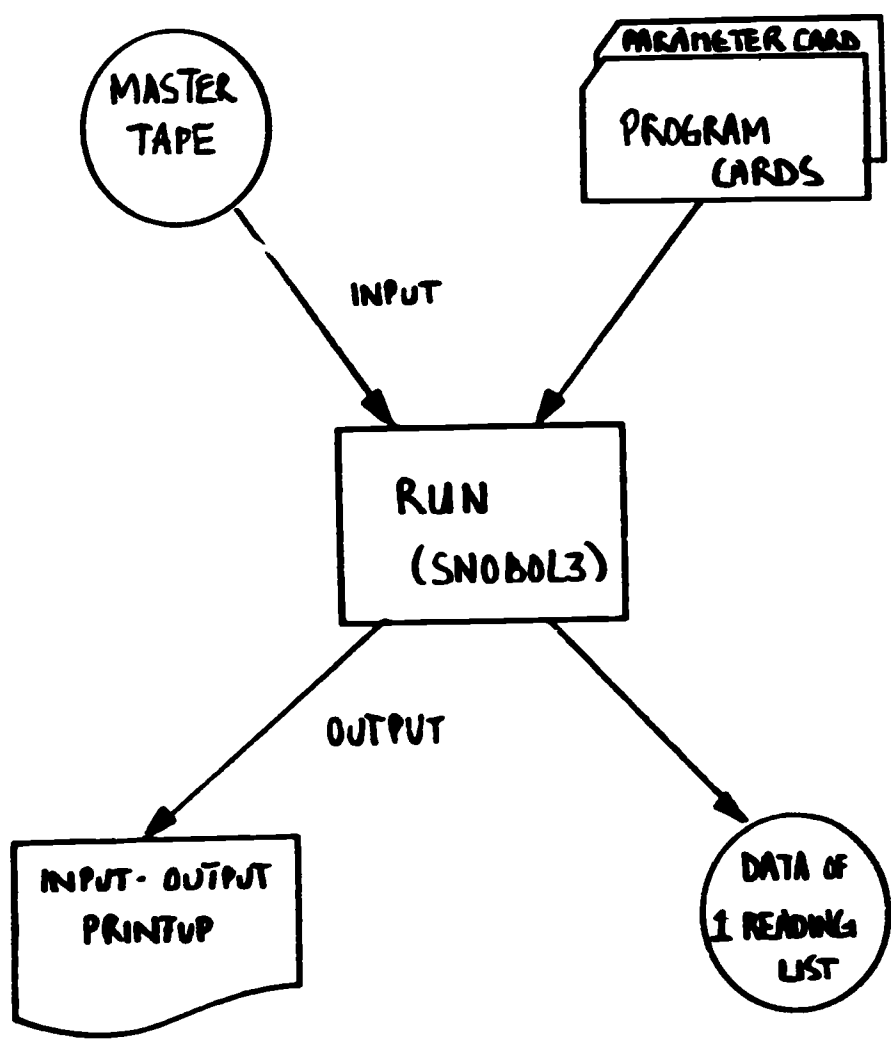 MASTER
TAPE
PARAMETER CARD
PROGRAM
CARDS
INPUT
RUN
(SNOBOL3)
OUTPUT
INPUT-OUTPUT
PRINTUP
DATA OF
1 READING
LIST